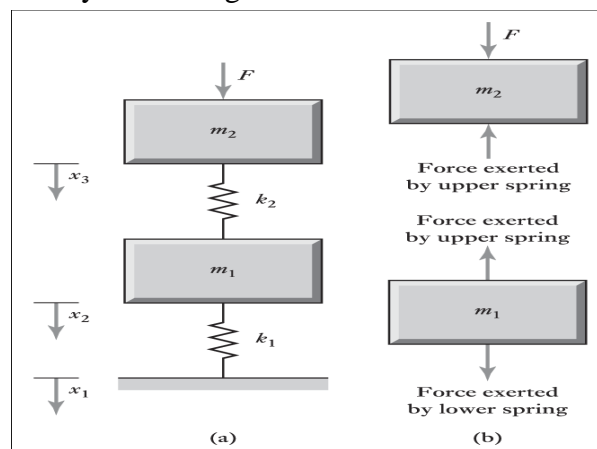 F
m₂
x₃
k₂
m₁
x₂
k₁
x₁
(a)
F
m₂
Force exerted
by upper spring
Force exerted
by upper spring
m₁
Force exerted
by lower spring
(b)